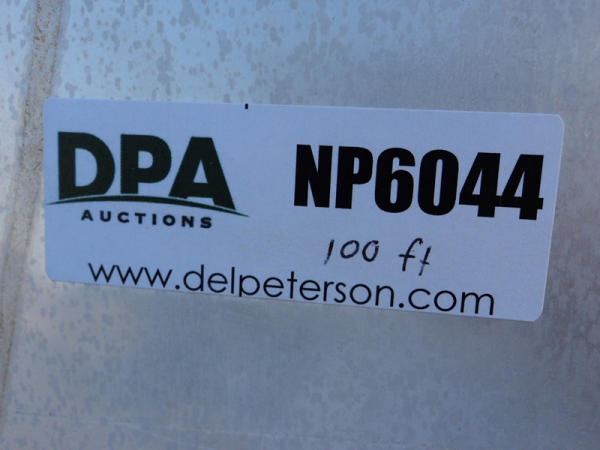 DPA
AUCTIONS
NP6044
100 ft
www.delpeterson.com